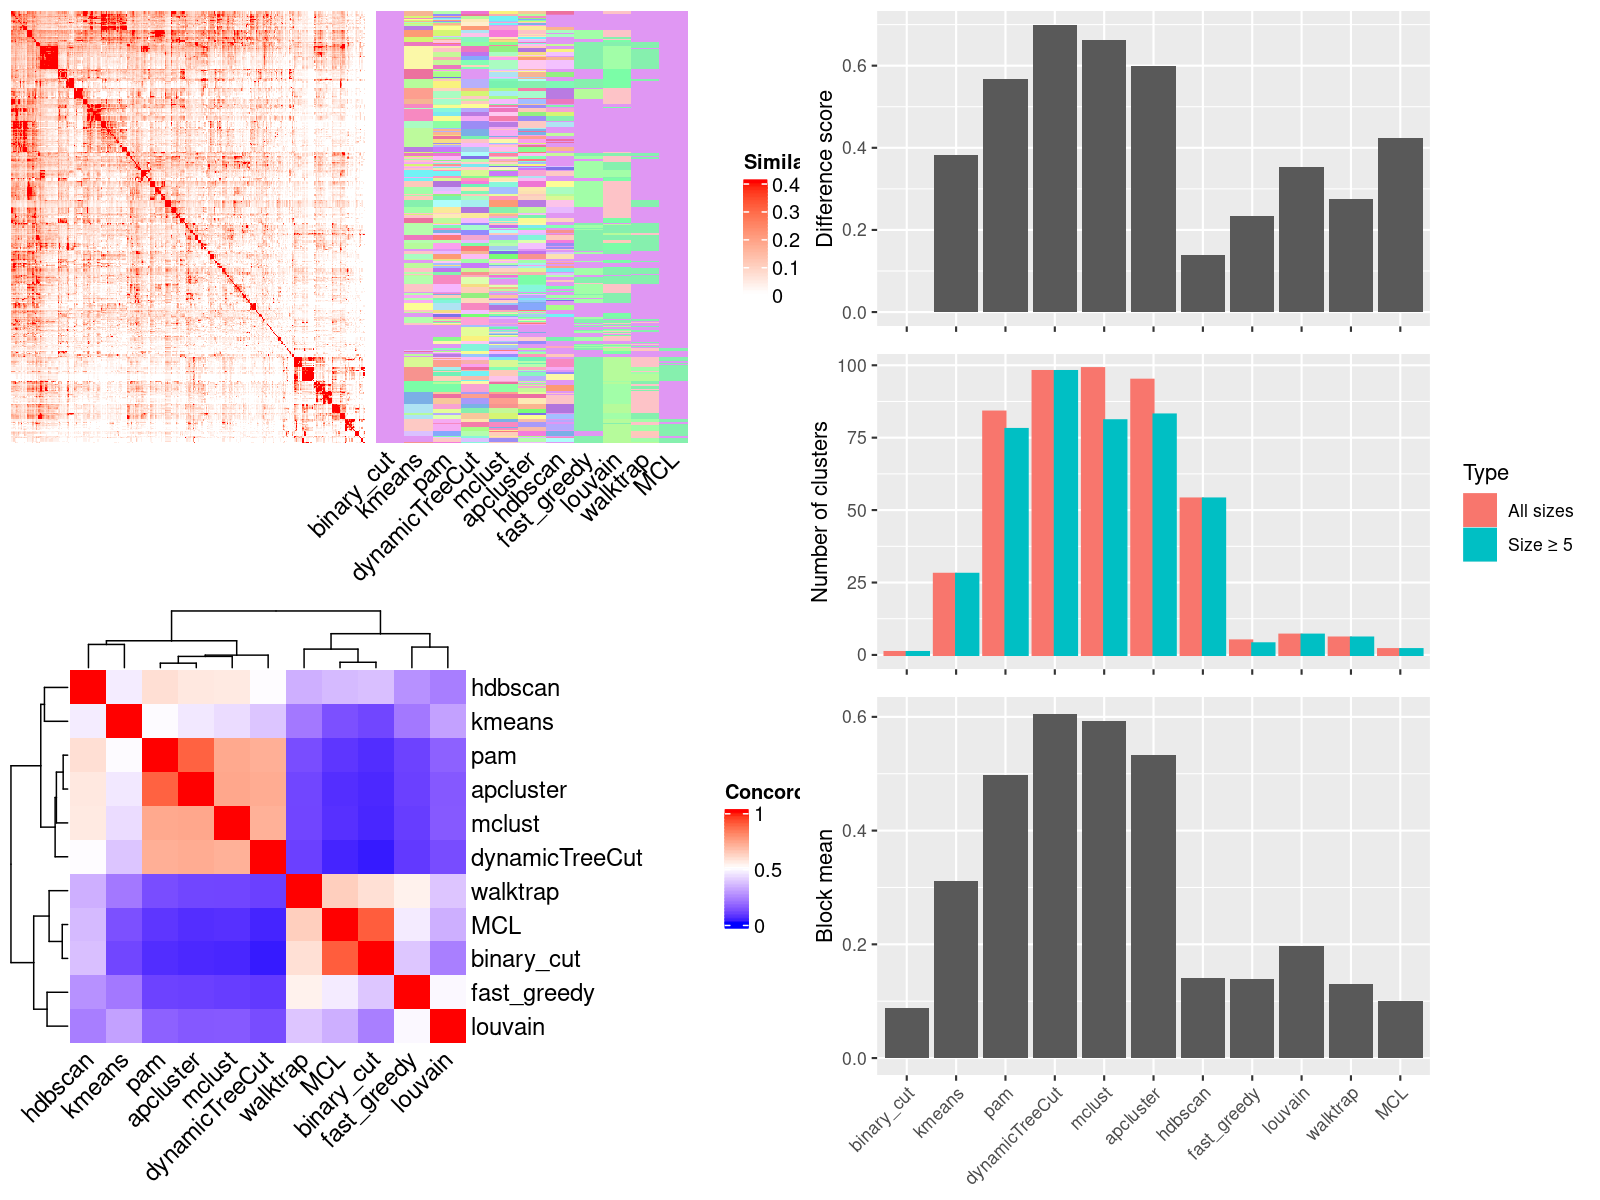 Simila
0.4
0.3
0.2
0.1
0
binary_cut
kmeans
pam
dynamicTreeCut
mclust
apcluster
hdbscan
fast_greedy
louvain
walktrap
MCL
hdbscan
kmeans
pam
apcluster
mclust
dynamicTreeCut
walktrap
MCL
binary_cut
fast_greedy
louvain
hdbscan
kmeans
pam
apcluster
mclust
dynamicTreeCut
walktrap
MCL
binary_cut
fast_greedy
louvain
Concord
1
0.5
0
Difference score
0.6
0.4
0.2
0.0
Number of clusters
100
75
50
25
0
Type
All sizes
Size ≥ 5
Block mean
0.6
0.4
0.2
0.0
binary_cut
kmeans
pam
dynamicTreeCut
mclust
apcluster
hdbscan
fast_greedy
louvain
walktrap
MCL